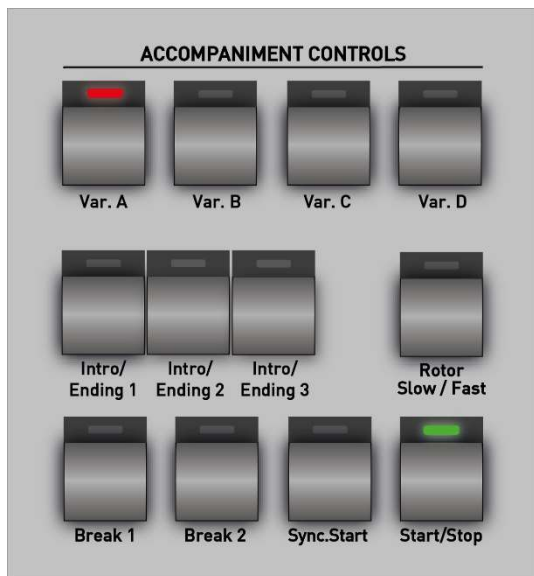 ACCOMPANIMENT CONTROLS
Var. A
Var. B
Var. C
Var. D
Intro/
Ending 1
Intro/
Ending 2
Intro/
Ending 3
Rotor
Slow / Fast
Break 1
Break 2
Sync.Start
Start/Stop